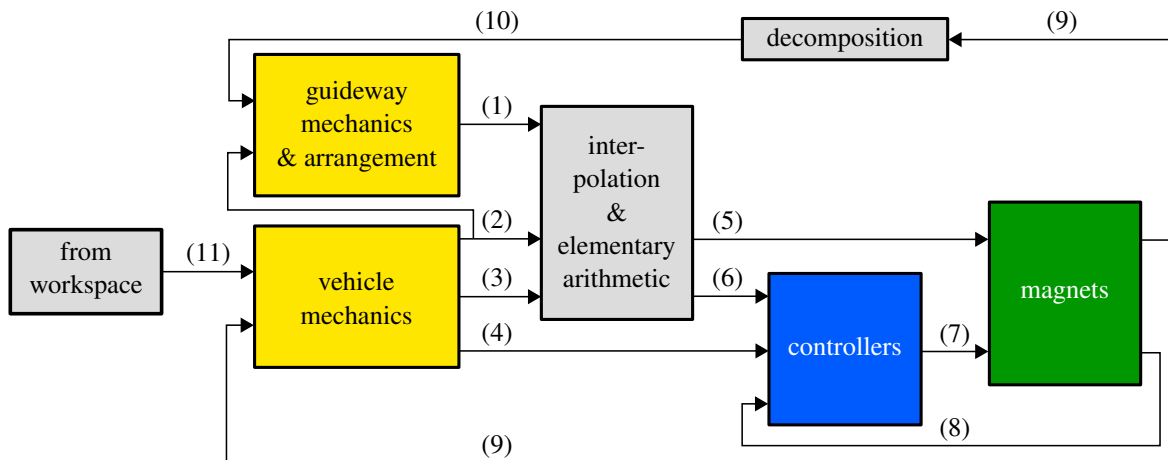 (10)
(9)
decomposition
guideway
mechanics
& arrangement
(1)
inter-
polation
&
elementary
arithmetic
from
workspace
(11)
vehicle
mechanics
(2)
(3)
(4)
(5)
(6)
controllers
(7)
magnets
(8)
(9)